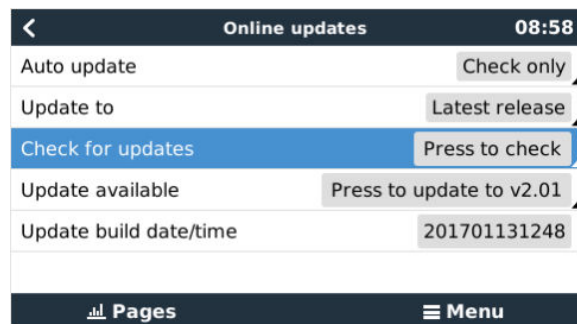 Online updates 08:58
Auto update Check only
Update to Latest release
Check for updates Press to check
Update available Press to update to v2.01
Update build date/time 201701131248
Pages Menu